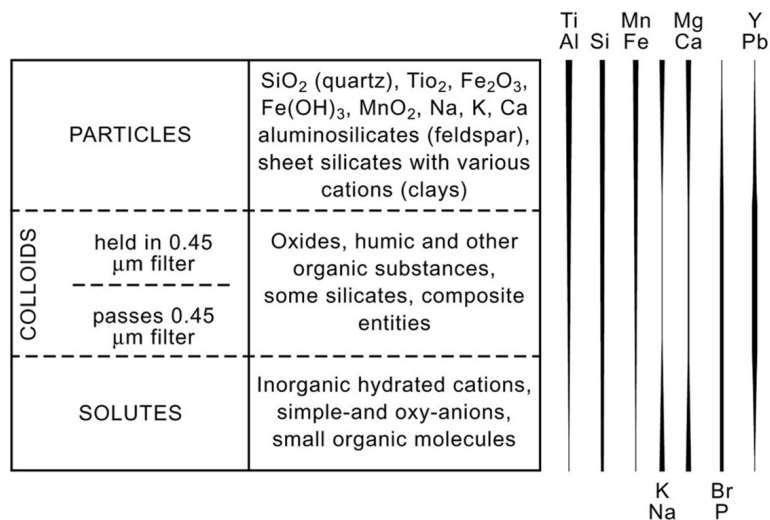 Ti Mn Mg Y
Al Si Fe Ca Pb
PARTICLES
SiO₂ (quartz), Tio₂, Fe₂O₃,
Fe(OH)₃, MnO₂, Na, K, Ca
aluminosilicates (feldspar),
sheet silicates with various
cations (clays)
COLLOIDS
held in 0.45
μm filter
passes 0.45
μm filter
Oxides, humic and other
organic substances,
some silicates, composite
entities
SOLUTES
Inorganic hydrated cations,
simple-and oxy-anions,
small organic molecules
K Br
Na P